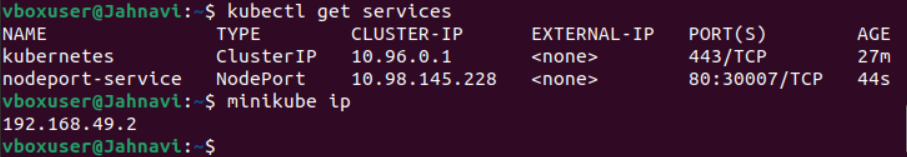 vboxuser@Jahnavi:~$ kubectl get services
NAME TYPE CLUSTER-IP EXTERNAL-IP PORT(S) AGE
kubernetes ClusterIP 10.96.0.1 <none> 443/TCP 27m
nodeport-service NodePort 10.98.145.228 <none> 80:30007/TCP 44s
vboxuser@Jahnavi:~$ minikube ip
192.168.49.2
vboxuser@Jahnavi:~$